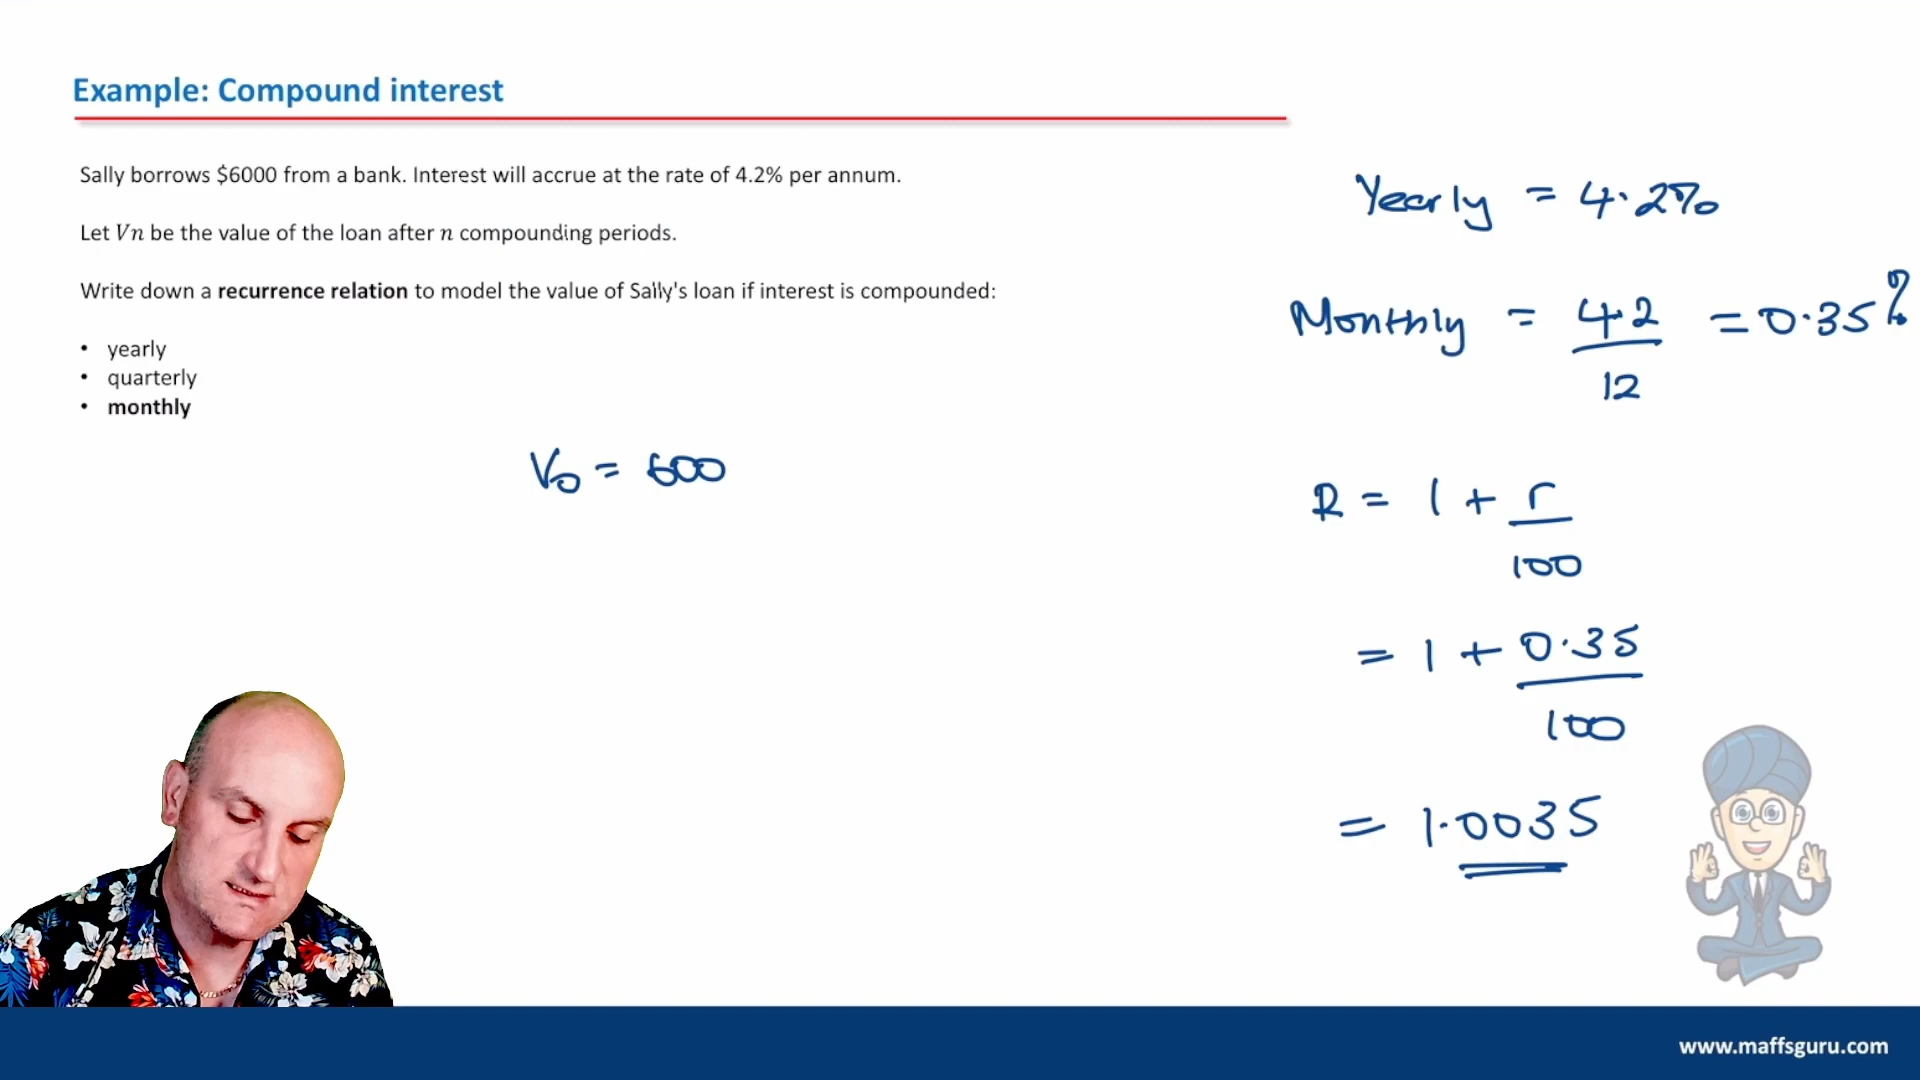 Example: Compound interest
Sally borrows $6000 from a bank. Interest will accrue at the rate of 4.2% per annum.
Let Vn be the value of the loan after n compounding periods.
Write down a recurrence relation to model the value of Sally's loan if interest is compounded:
• yearly
• quarterly
• monthly
V0 = 600
Yearly = 4.2%
Monthly = 4.2 = 0.35%
12
R = 1 + r
100
= 1 + 0.35
100
= 1.0035
www.maffsguru.com